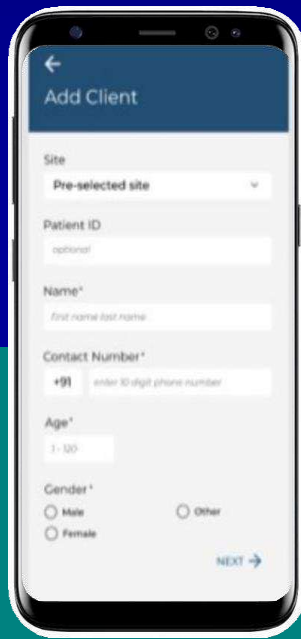 Add Client
Site
Pre-selected site
Patient ID
optional
Name*
first name last name
Contact Number*
+91 enter 10 digit phone number
Age*
1 - 120
Gender*
Male Other
Female
NEXT →